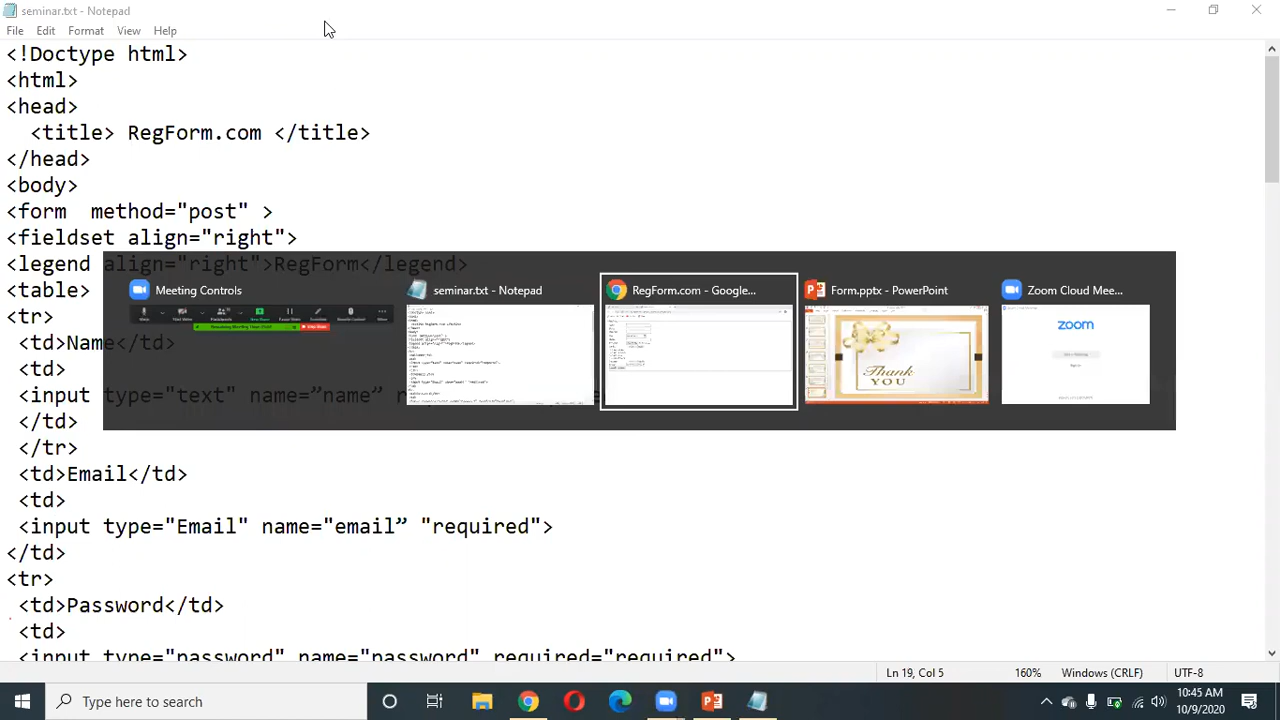 seminar.txt - Notepad
File Edit Format View Help
<!Doctype html>
<html>
<head>
<title> RegForm.com </title>
</head>
<body>
<form method="post" >
<fieldset align="right">
<legend align="right">RegForm</legend>
<table>
<tr>
<td>Name</td>
<td>
<input type="text" name=”name”
</td>
</tr>
<td>Email</td>
<td>
<input type="Email" name="email” "required">
</td>
<tr>
<td>Password</td>
<td>
<input type="password" name="password" required="required">
Meeting Controls
seminar.txt - Notepad
RegForm.com - Google...
Form.pptx - PowerPoint
Zoom Cloud Mee...
Thank
YOU
zoom
Ln 19, Col 5 160% Windows (CRLF) UTF-8
Type here to search
10:45 AM
10/9/2020